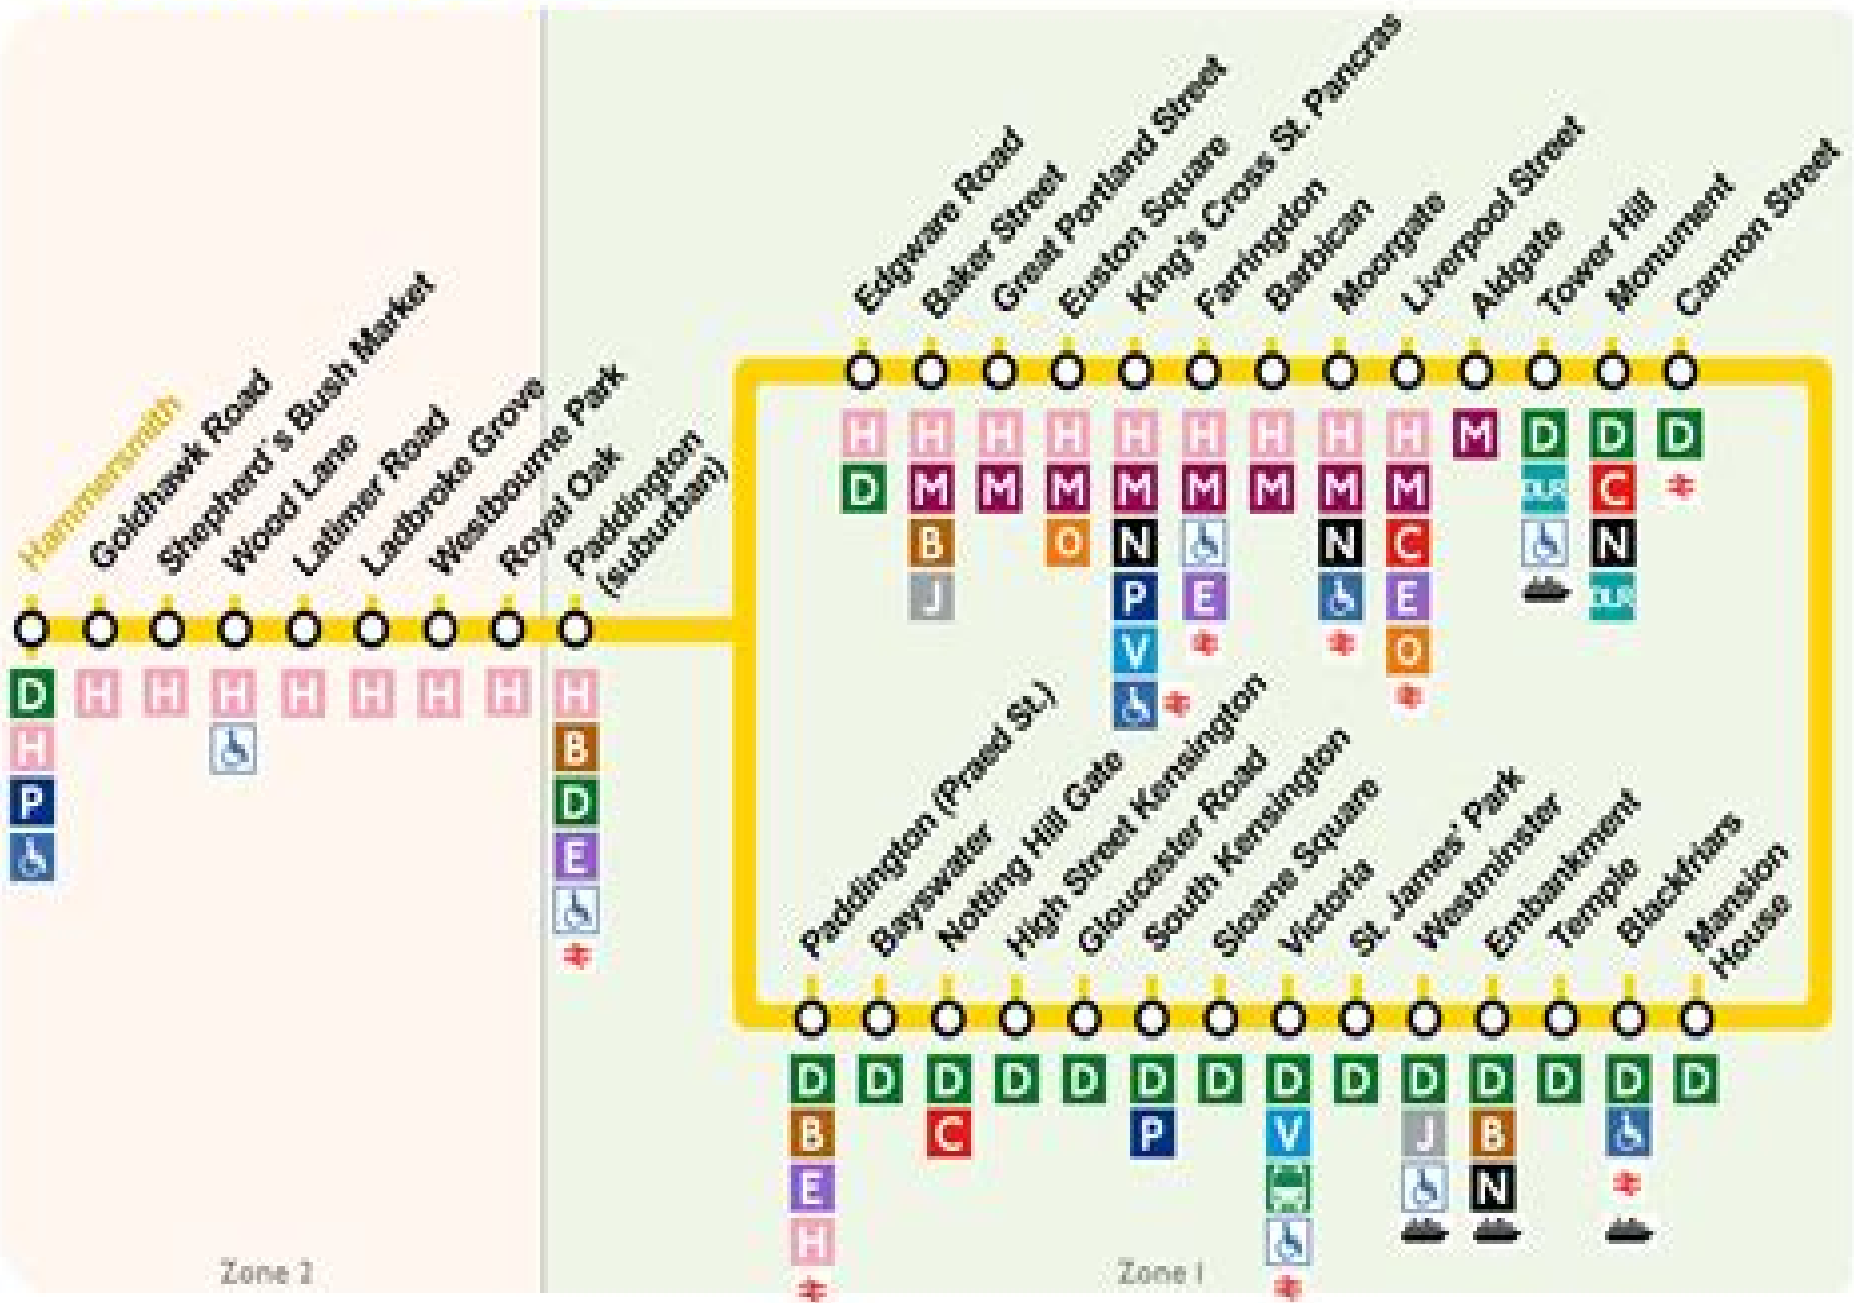 Edgware Road
Baker Street
Great Portland Street
Euston Square
King's Cross St. Pancras
Farringdon
Barbican
Moorgate
Liverpool Street
Aldgate
Tower Hill
Monument
Cannon Street
H H H H H H H H H M D D D
D M M M M M M M M DLR C
B O N E N C N
J P E DLR
V O
Hammersmith
Goldhawk Road
Shepherd's Bush Market
Wood Lane
Latimer Road
Ladbroke Grove
Westbourne Park
Royal Oak
Paddington
(suburban)
D H H H H H H H H
H B
P D
E
Paddington (Praed St.)
Bayswater
Notting Hill Gate
High Street Kensington
Gloucester Road
South Kensington
Sloane Square
Victoria
St. James' Park
Westminster
Embankment
Temple
Blackfriars
Mansion
House
D D D D D D D D D D D D D D
B C P V J B
E N
H
Zone 2
Zone 1